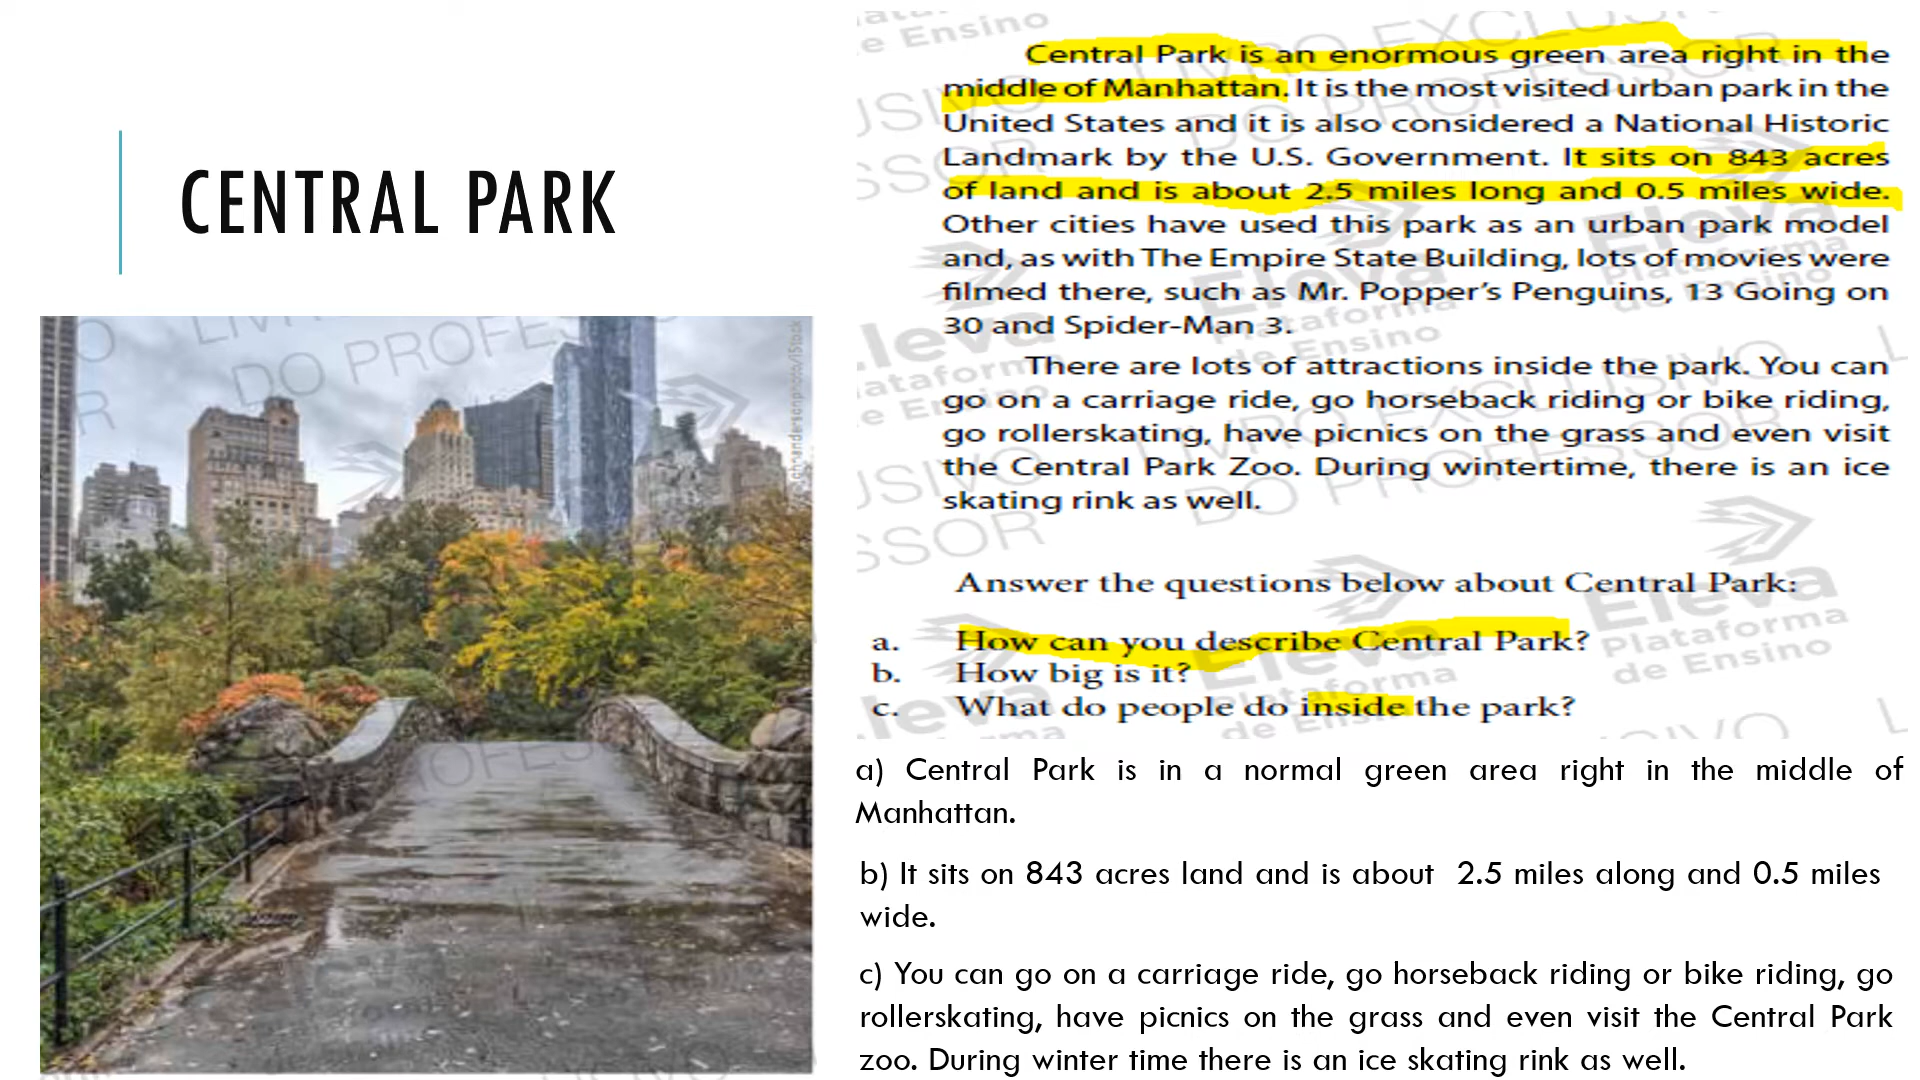 CENTRAL PARK
Central Park is an enormous green area right in the
middle of Manhattan. It is the most visited urban park in the
United States and it is also considered a National Historic
Landmark by the U.S. Government. It sits on 843 acres
of land and is about 2.5 miles long and 0.5 miles wide.
Other cities have used this park as an urban park model
and, as with The Empire State Building, lots of movies were
filmed there, such as Mr. Popper's Penguins, 13 Going on
30 and Spider-Man 3.
There are lots of attractions inside the park. You can
go on a carriage ride, go horseback riding or bike riding,
go rollerskating, have picnics on the grass and even visit
the Central Park Zoo. During wintertime, there is an ice
skating rink as well.
Answer the questions below about Central Park:
a. How can you describe Central Park?
b. How big is it?
c. What do people do inside the park?
a) Central Park is in a normal green area right in the middle of
Manhattan.
b) It sits on 843 acres land and is about 2.5 miles along and 0.5 miles
wide.
c) You can go on a carriage ride, go horseback riding or bike riding, go
rollerskating, have picnics on the grass and even visit the Central Park
zoo. During winter time there is an ice skating rink as well.
LIVRO EXCLUSIVO
DO PROFESSOR
Eleva
Plataforma
de Ensino